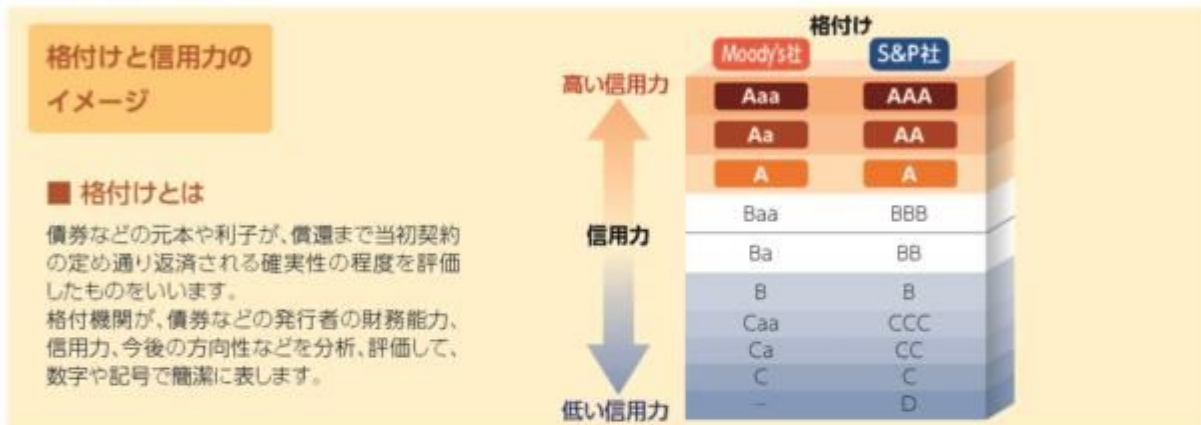 格付けと信用力の
イメージ
■ 格付けとは
債券などの元本や利子が、償還まで当初契約
の定め通り返済される確実性の程度を評価
したものをいいます。
格付機関が、債券などの発行者の財務能力、
信用力、今後の方向性などを分析、評価して、
数字や記号で簡潔に表します。
格付け
Moody's社 S&P社
高い信用力
Aaa AAA
Aa AA
A A
Baa BBB
信用力
Ba BB
B B
Caa CCC
Ca CC
C C
– D
低い信用力